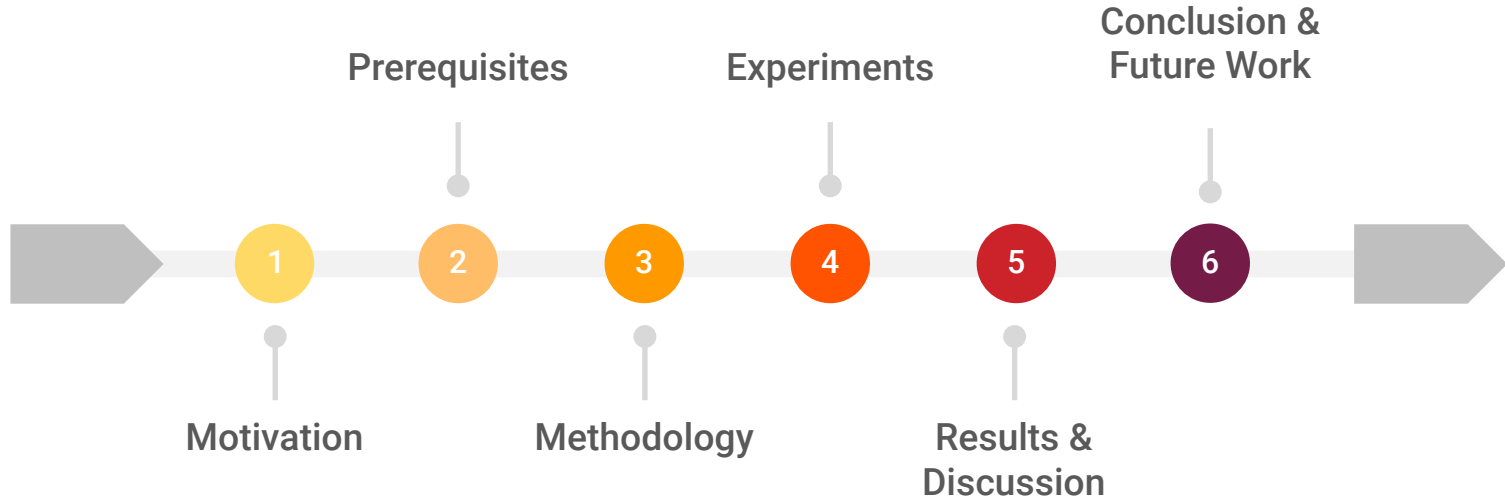 Conclusion &
Future Work
Prerequisites
Experiments
1
2
3
4
5
6
Motivation
Methodology
Results &
Discussion